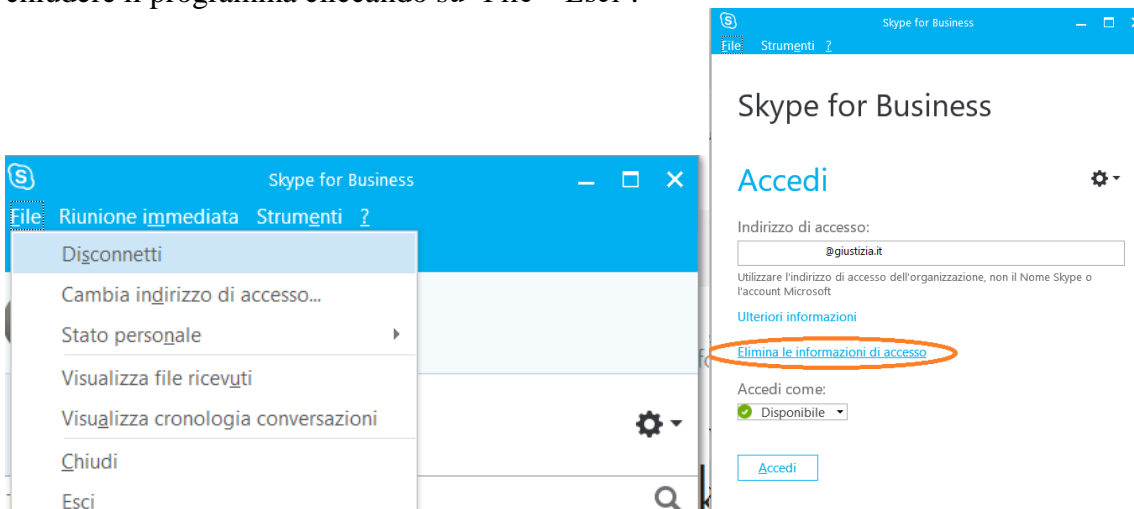 chiudere il programma cliccando su "File – Esci".
Skype for Business
File Riunione immediata Strumenti ?
Disconnetti
Cambia indirizzo di accesso...
Stato personale
Visualizza file ricevuti
Visualizza cronologia conversazioni
Chiudi
Esci
Skype for Business
File Strumenti ?
Skype for Business
Accedi
Indirizzo di accesso:
@giustizia.it
Utilizzare l'indirizzo di accesso dell'organizzazione, non il Nome Skype o
l'account Microsoft
Ulteriori informazioni
Elimina le informazioni di accesso
Accedi come:
Disponibile
Accedi